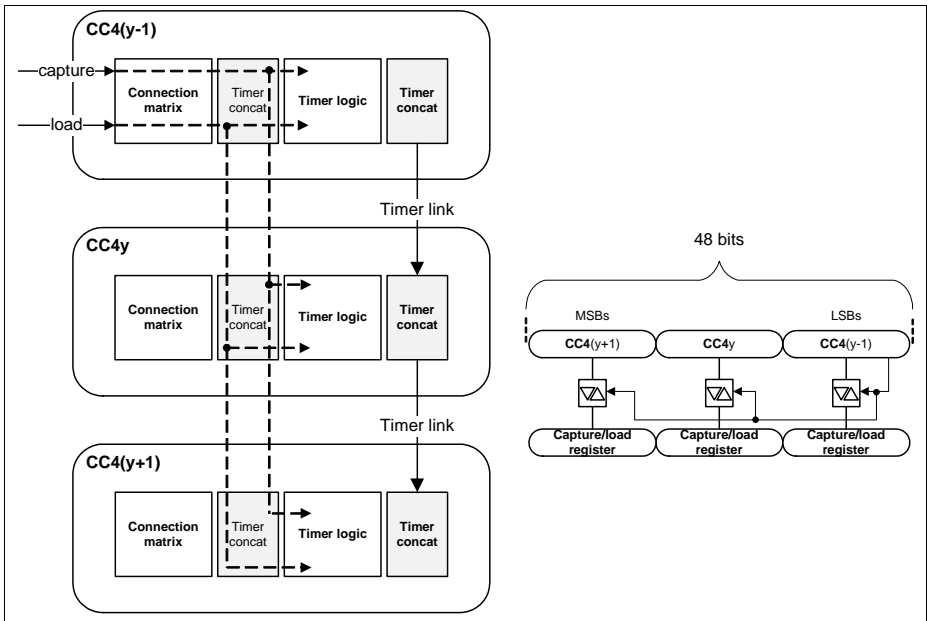 CC4(y-1)
capture
load
Connection
matrix
Timer
concat
Timer logic
Timer
concat
Timer link
CC4y
Connection
matrix
Timer
concat
Timer logic
Timer
concat
Timer link
CC4(y+1)
Connection
matrix
Timer
concat
Timer logic
Timer
concat
48 bits
MSBs
LSBs
CC4(y+1)
CC4y
CC4(y-1)
Capture/load
register
Capture/load
register
Capture/load
register